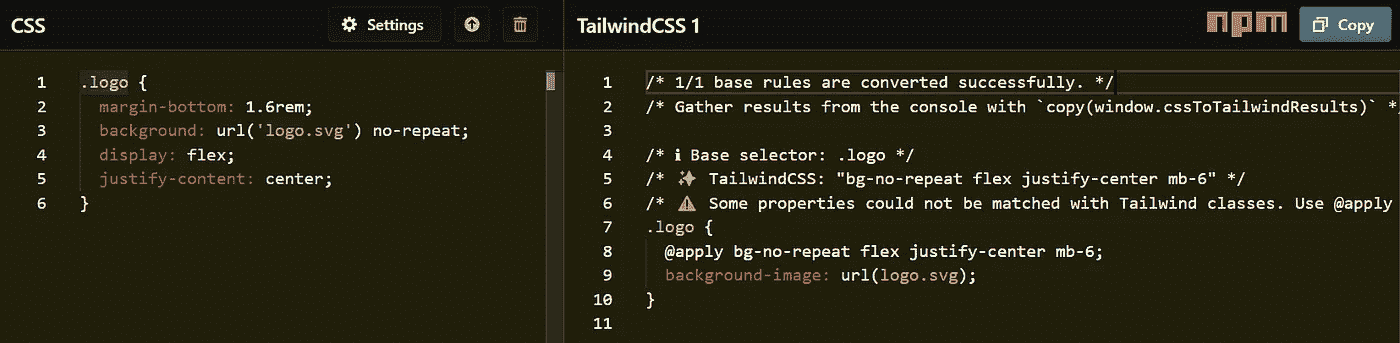 CSS
Settings
1 .logo {
2 margin-bottom: 1.6rem;
3 background: url('logo.svg') no-repeat;
4 display: flex;
5 justify-content: center;
6 }
TailwindCSS 1
npm
Copy
1 /* 1/1 base rules are converted successfully. */
2 /* Gather results from the console with `copy(window.cssToTailwindResults)` *
3
4 /* ℹ Base selector: .logo */
5 /* ✨ TailwindCSS: "bg-no-repeat flex justify-center mb-6" */
6 /* ⚠ Some properties could not be matched with Tailwind classes. Use @apply
7 .logo {
8 @apply bg-no-repeat flex justify-center mb-6;
9 background-image: url(logo.svg);
10 }
11